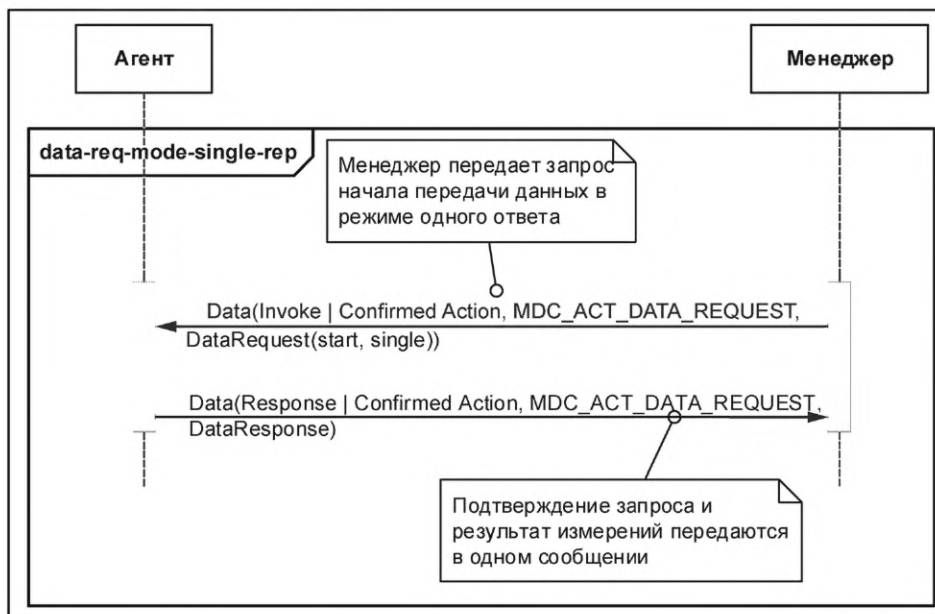 Агент
Менеджер
data-req-mode-single-rep
Менеджер передает запрос
начала передачи данных в
режиме одного ответа
Data(Invoke | Confirmed Action, MDC_ACT_DATA_REQUEST,
DataRequest(start, single))
Data(Response | Confirmed Action, MDC_ACT_DATA_REQUEST,
DataResponse)
Подтверждение запроса и
результат измерений передаются
в одном сообщении